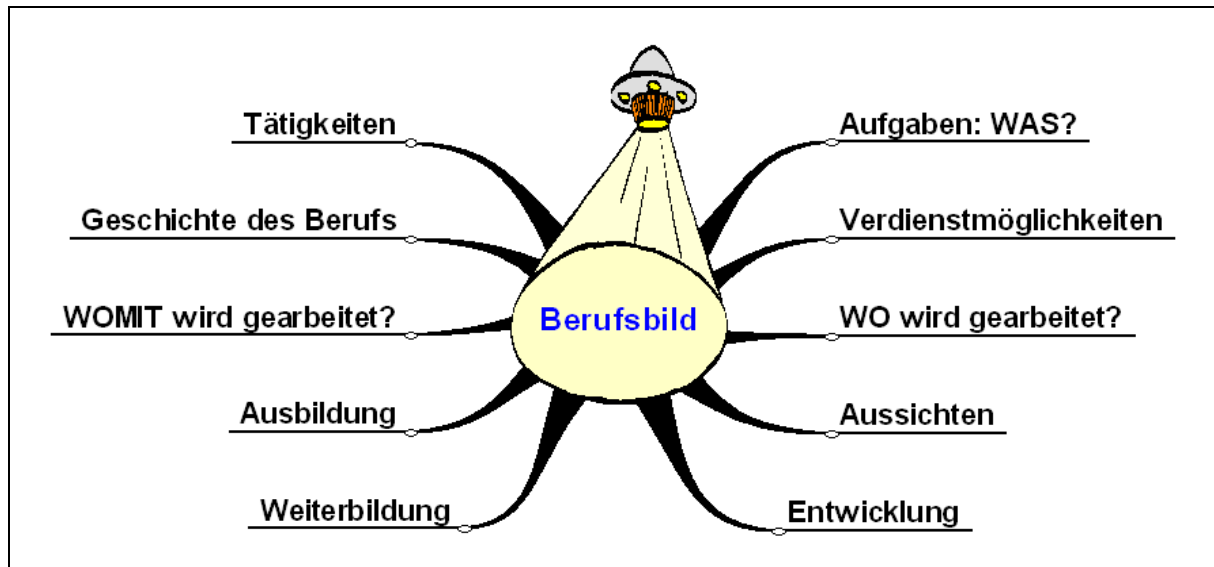 Tätigkeiten
Aufgaben: WAS?
Geschichte des Berufs
Verdienstmöglichkeiten
WOMIT wird gearbeitet?
Berufsbild
WO wird gearbeitet?
Ausbildung
Aussichten
Weiterbildung
Entwicklung